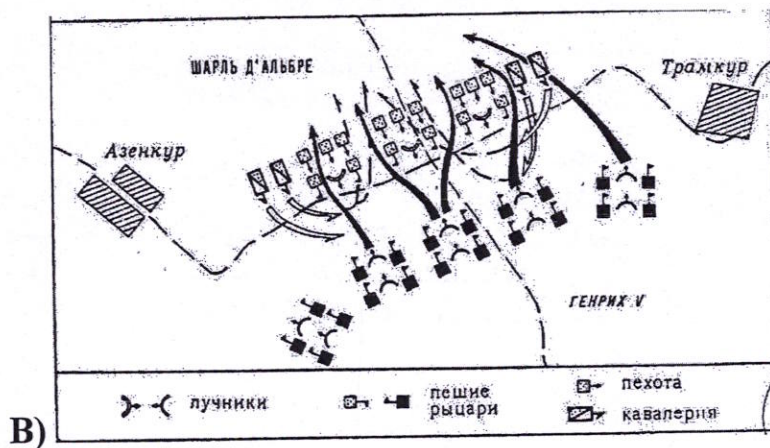 ШАРЛЬ Д'АЛЬБРЕ
Трамкур
Азенкур
ГЕНРИХ V
лучники
пешие рыцари
пехота
кавалерия
В)